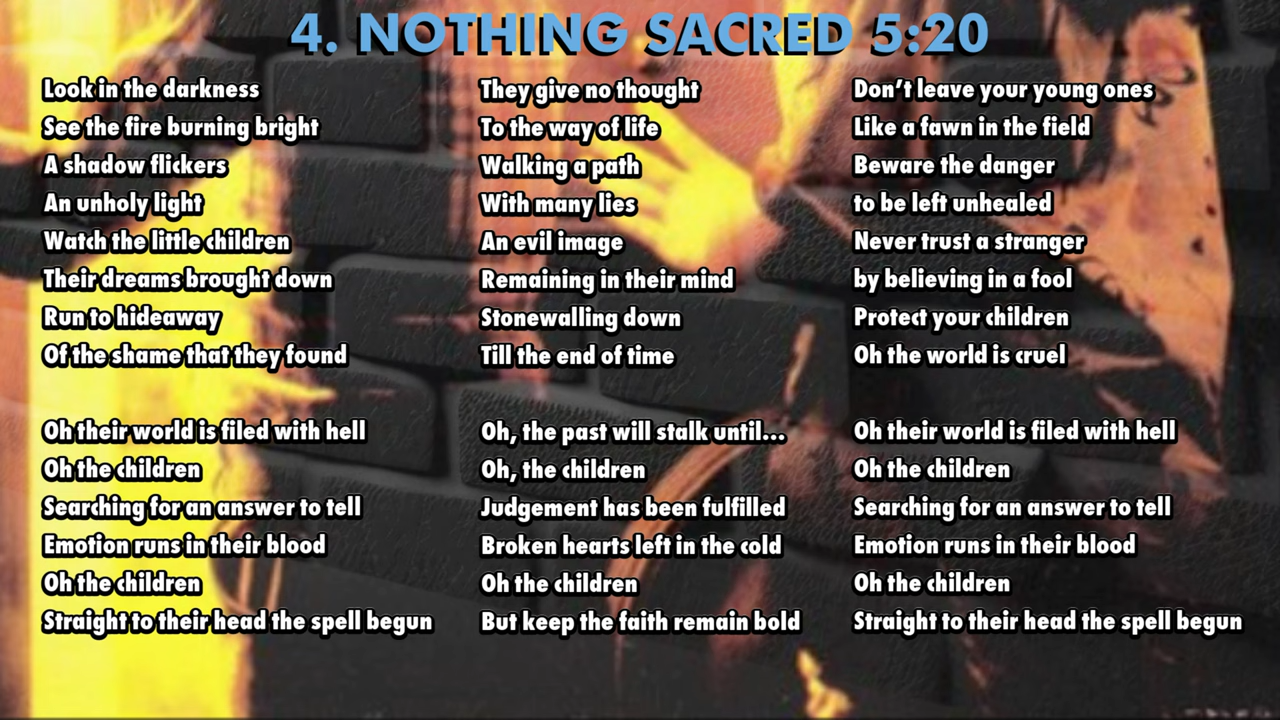 4. NOTHING SACRED 5:20
Look in the darkness
See the fire burning bright
A shadow flickers
An unholy light
Watch the little children
Their dreams brought down
Run to hideaway
Of the shame that they found
Oh their world is filed with hell
Oh the children
Searching for an answer to tell
Emotion runs in their blood
Oh the children
Straight to their head the spell begun
They give no thought
To the way of life
Walking a path
With many lies
An evil image
Remaining in their mind
Stonewalling down
Till the end of time
Oh, the past will stalk until...
Oh, the children
Judgement has been fulfilled
Broken hearts left in the cold
Oh the children
But keep the faith remain bold
Don't leave your young ones
Like a fawn in the field
Beware the danger
to be left unhealed
Never trust a stranger
by believing in a fool
Protect your children
Oh the world is cruel
Oh their world is filed with hell
Oh the children
Searching for an answer to tell
Emotion runs in their blood
Oh the children
Straight to their head the spell begun